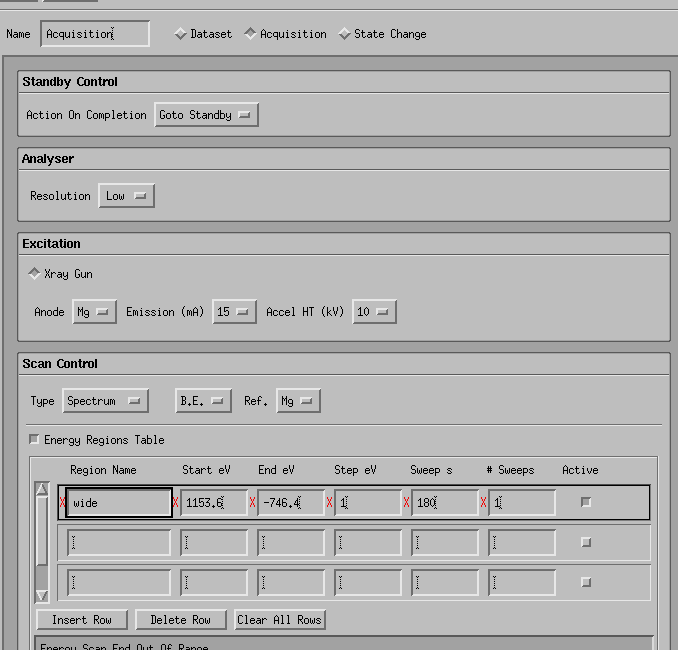 Name Acquisition Dataset Acquisition State Change
Standby Control
Action On Completion Goto Standby
Analyser
Resolution Low
Excitation
Xray Gun
Anode Mg Emission (mA) 15 Accel HT (kV) 10
Scan Control
Type Spectrum B.E. Ref. Mg
Energy Regions Table
Region Name Start eV End eV Step eV Sweep s # Sweeps Active
X wide X 1153.6 X -746.4 X 1 X 180 X 1
Insert Row Delete Row Clear All Rows
Energy Scan End Out Of Range